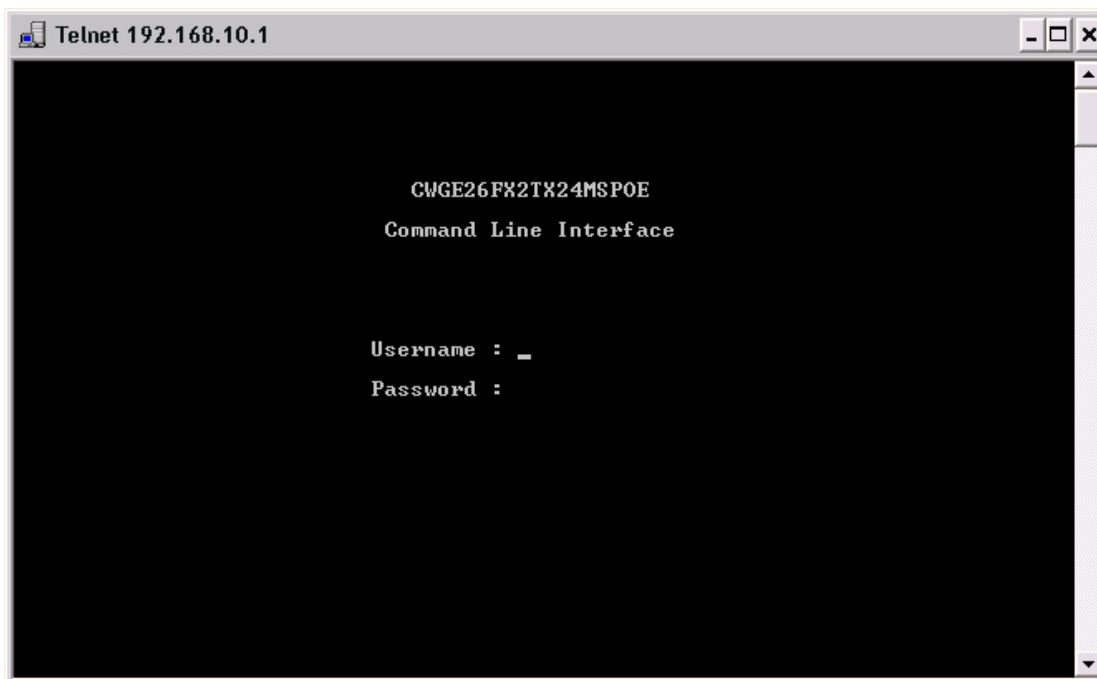 Telnet 192.168.10.1
CWGE26FX2TX24MSPOE
Command Line Interface
Username : _
Password :